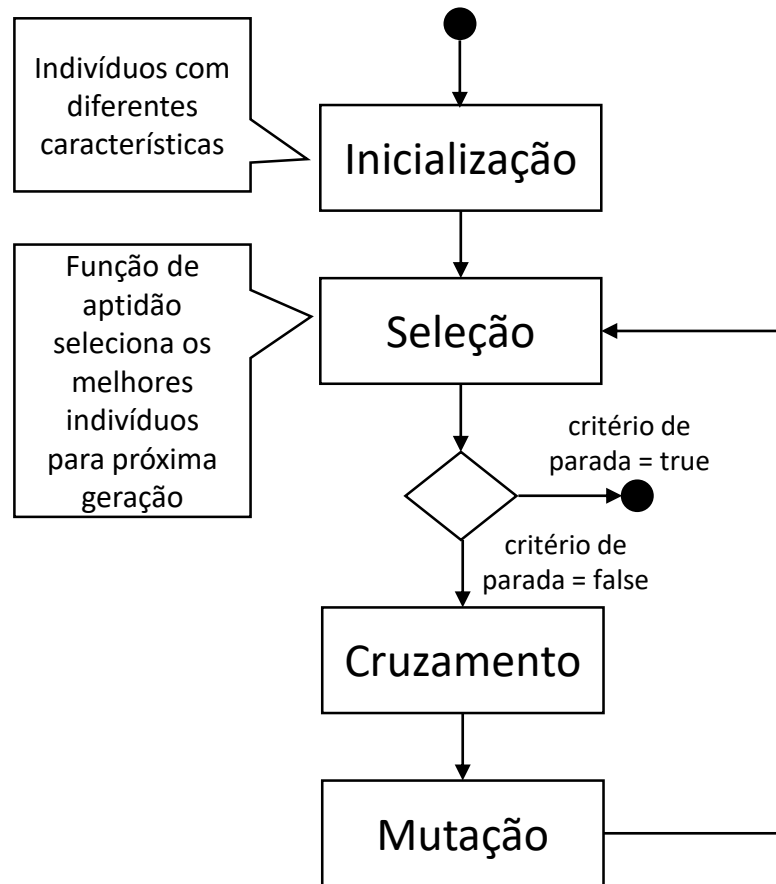 Indivíduos com
diferentes
característificas
Inicialização
Função de
aptidão
seleciona os
melhores
indivíduos
para próxima
geração
Seleção
critério de
parada = true
critério de
parada = false
Cruzamento
Mutação